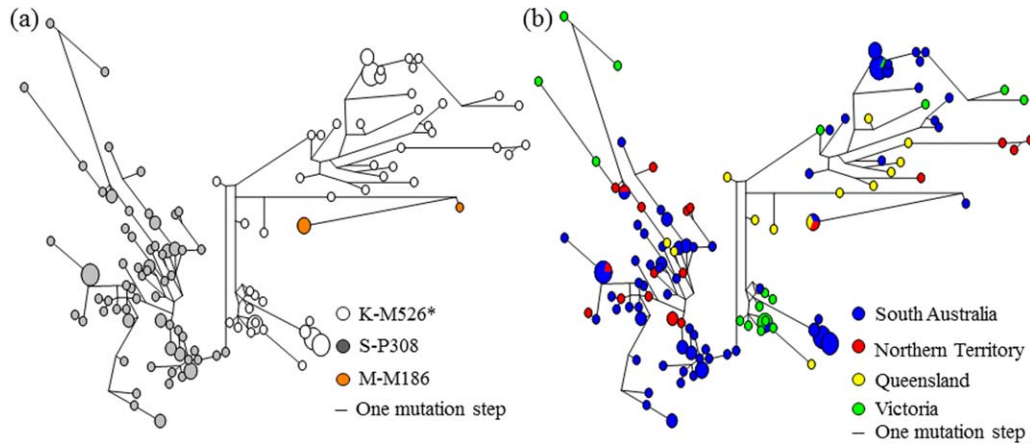 (a)
K-M526*
S-P308
M-M186
– One mutation step
(b)
South Australia
Northern Territory
Queensland
Victoria
– One mutation step